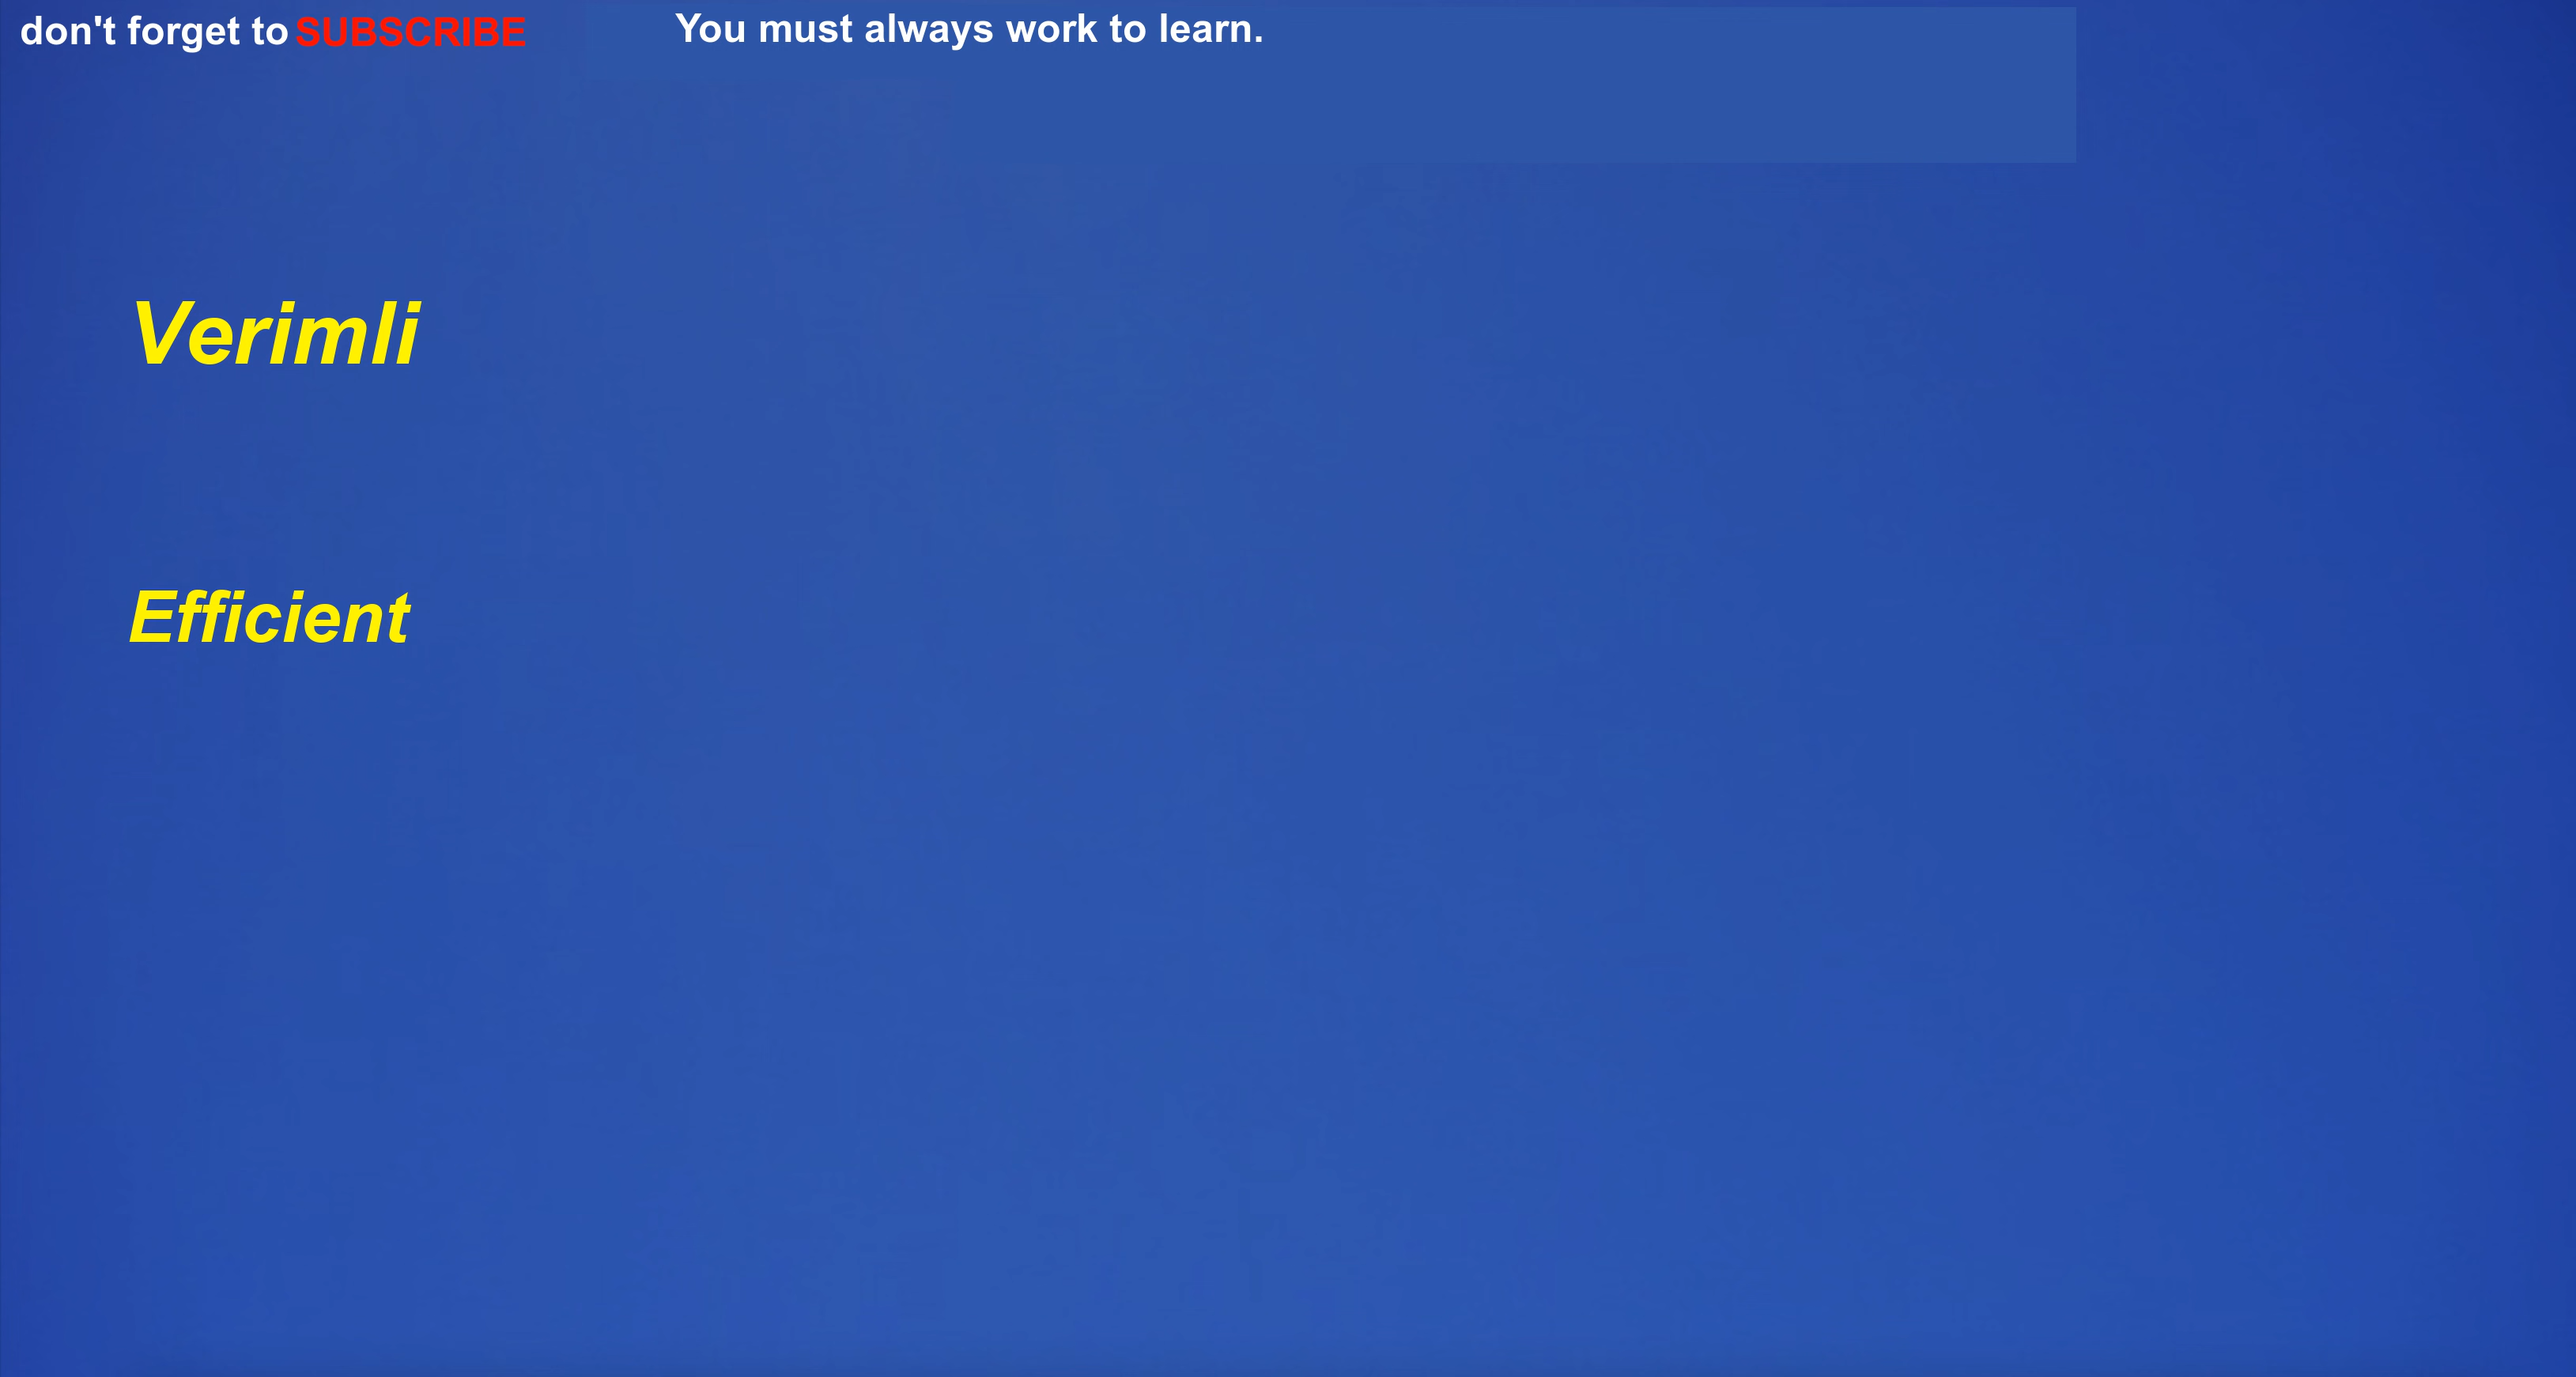 don't forget to SUBSCRIBE
You must always work to learn.
Verimli
Efficient